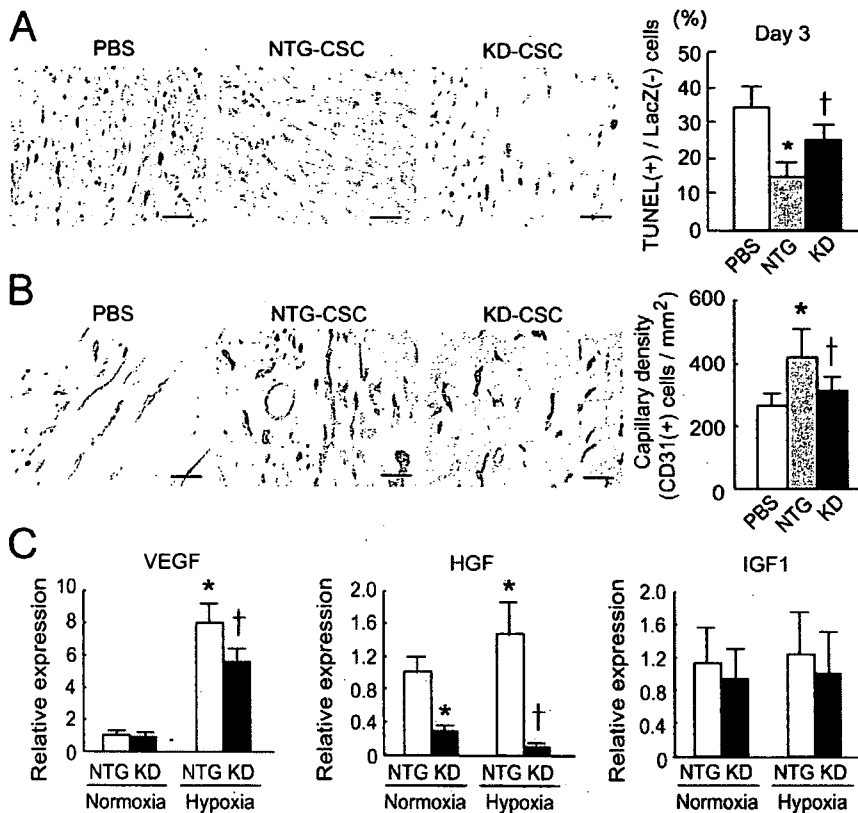 A
PBS
NTG-CSC
KD-CSC
(%)
Day 3
TUNEL(+) / LacZ(-) cells
50
40
30
20
10
0
*
†
PBS
NTG
KD
B
PBS
NTG-CSC
KD-CSC
Capillary density
(CD31(+) cells / mm²)
600
400
200
0
*
†
PBS
NTG
KD
C
VEGF
Relative expression
10
8
6
4
2
0
*
†
NTG KD NTG KD
Normoxia Hypoxia
HGF
Relative expression
2.0
1.6
1.2
0.8
0.4
0
*
*
†
NTG KD NTG KD
Normoxia Hypoxia
IGF1
Relative expression
2.0
1.6
1.2
0.8
0.4
0
NTG KD NTG KD
Normoxia Hypoxia